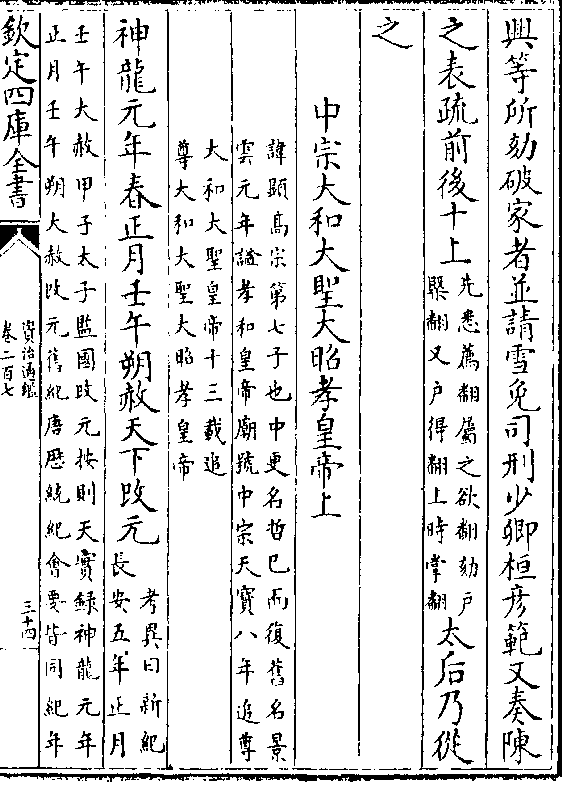 興等所劾破家者並請雪免司刑少卿桓彦範又奏陳
之表疏前後十上
先悉薦翻屬之欲翻劾戶
槩翻又戶得翻上時掌翻
太后乃從
之
中宗大和大聖大昭孝皇帝上
諱顯髙宗第七子也中更名哲巳而復舊名景
雲元年諡孝和皇帝廟號中宗天寶八年追尊
大和大聖皇帝十三載追
尊大和大聖大昭孝皇帝
神龍元年春正月壬午朔赦天下改元
考異曰新紀
長安五年正月
壬午大赦甲子太子監國改元按則天實録神龍元年
正月壬午朔大赦改元舊紀唐厯統紀會要皆同紀年
欽定四庫全書
資治通鑑
卷二百七
三十四